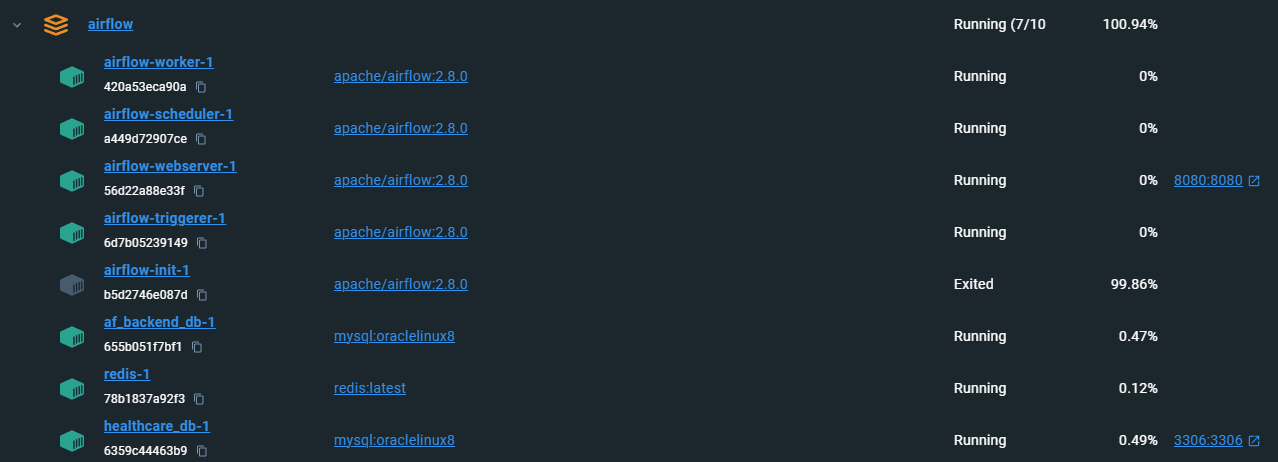 airflow Running (7/10 100.94%
airflow-worker-1
420a53eca90a apache/airflow:2.8.0 Running 0%
airflow-scheduler-1
a449d72907ce apache/airflow:2.8.0 Running 0%
airflow-webserver-1
56d22a88e33f apache/airflow:2.8.0 Running 0% 8080:8080
airflow-triggerer-1
6d7b05239149 apache/airflow:2.8.0 Running 0%
airflow-init-1
b5d2746e087d apache/airflow:2.8.0 Exited 99.86%
af_backend_db-1
655b051f7bf1 mysql:oraclelinux8 Running 0.47%
redis-1
78b1837a92f3 redis:latest Running 0.12%
healthcare_db-1
6359c44463b9 mysql:oraclelinux8 Running 0.49% 3306:3306